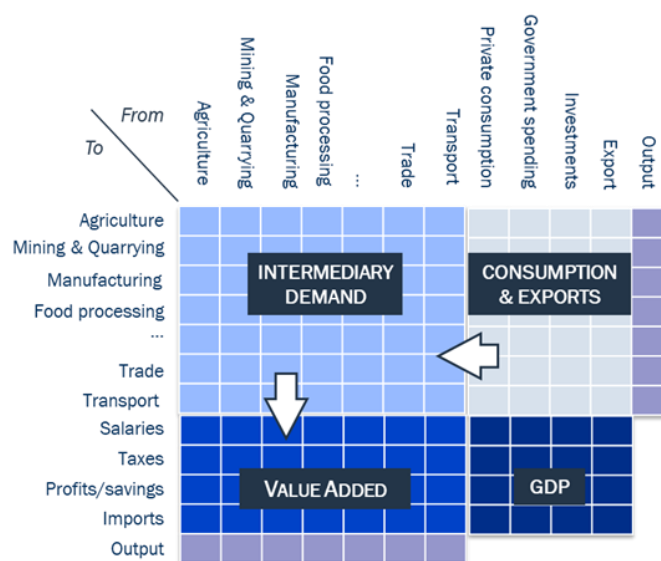 From
To
Agriculture
Mining & Quarrying
Manufacturing
Food processing
...
Trade
Transport
Private consumption
Government spending
Investments
Export
Output
Agriculture
Mining & Quarrying
Manufacturing
Food processing
...
Trade
Transport
Salaries
Taxes
Profits/savings
Imports
Output
INTERMEDIARY
DEMAND
CONSUMPTION
& EXPORTS
VALUE ADDED
GDP